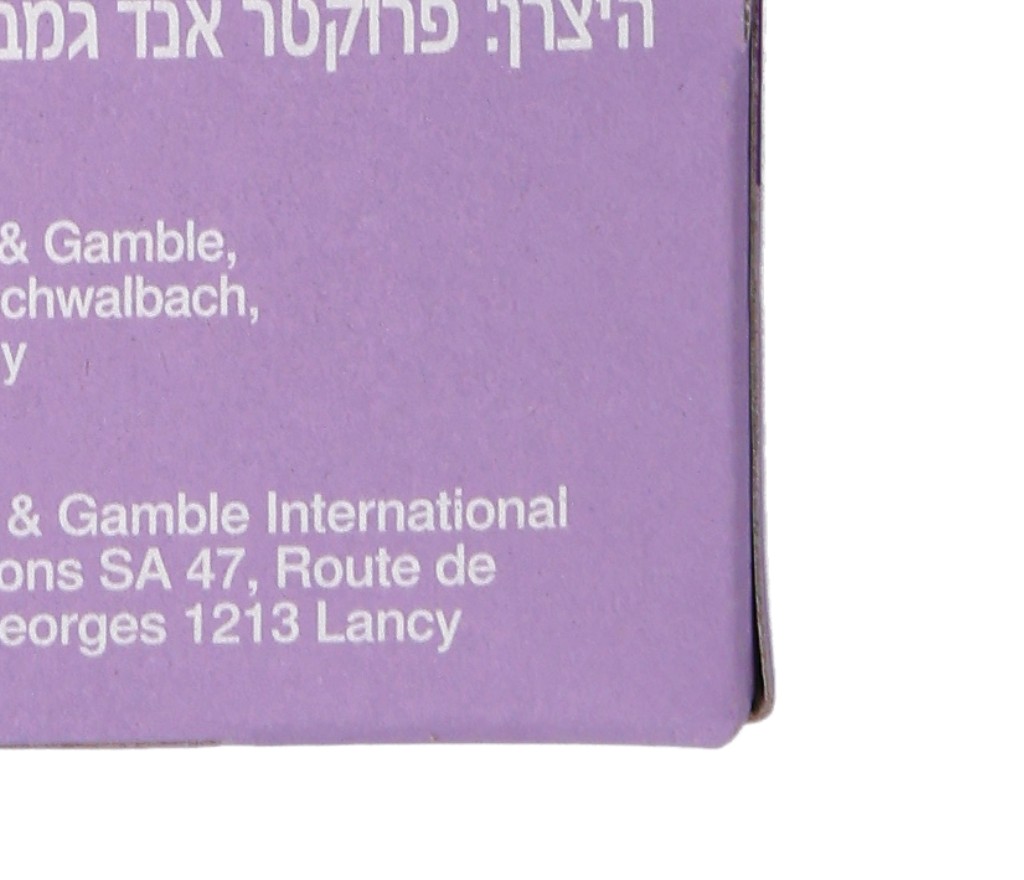 היצרן: פרוקטר אנד גמב
& Gamble,
chwalbach,
y
& Gamble International
ons SA 47, Route de
eorges 1213 Lancy